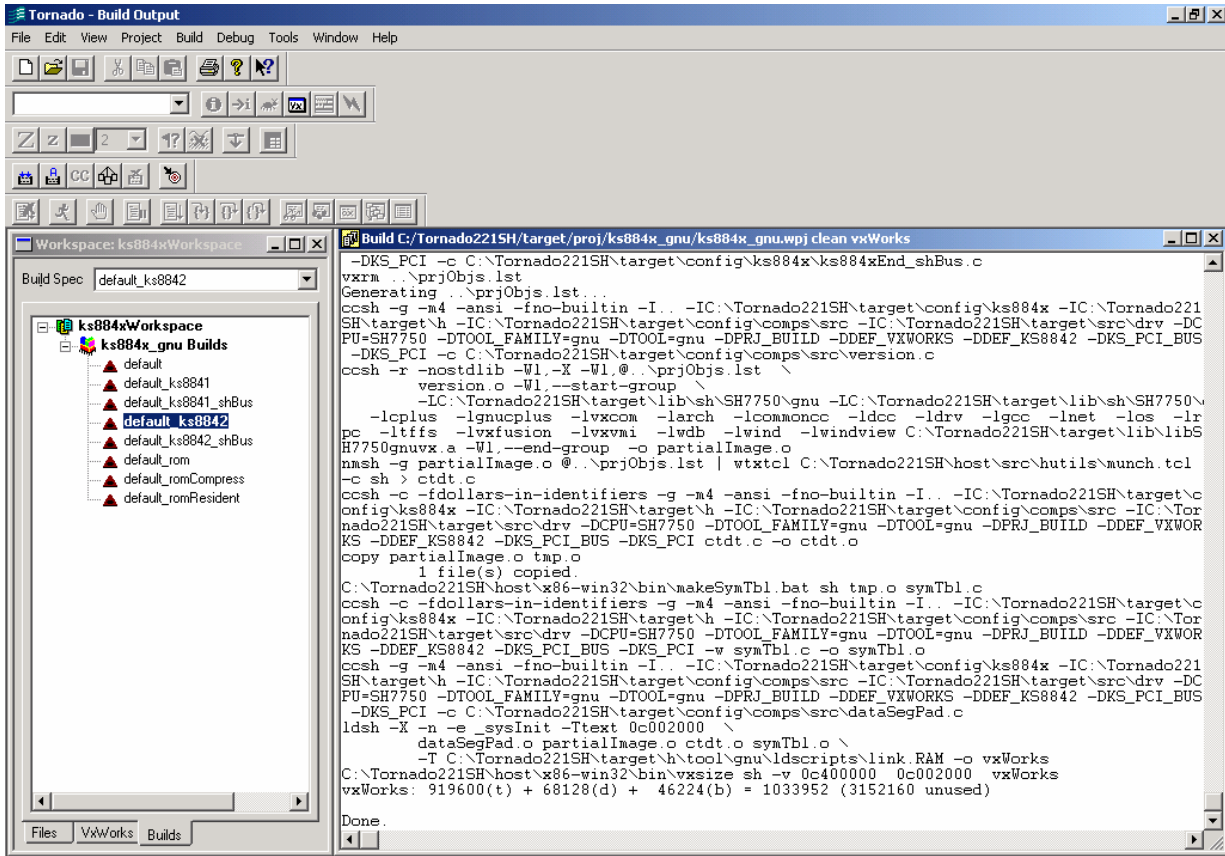 Tornado - Build Output
File Edit View Project Build Debug Tools Window Help
vx
Z z 2
CC
Workspace: ks884xWorkspace
Build Spec default_ks8842
ks884xWorkspace
ks884x_gnu Builds
default
default_ks8841
default_ks8841_shBus
default_ks8842
default_ks8842_shBus
default_rom
default_romCompress
default_romResident
Files VxWorks Builds
Build C:/Tornado221SH/target/proj/ks884x_gnu/ks884x_gnu.wpj clean vxWorks
-DKS_PCI -c C:\Tornado221SH\target\config\ks884x\ks884xEnd_shBus.c
vxrm ..\prjObjs.lst
Generating ..\prjObjs.lst...
ccsh -g -m4 -ansi -fno-builtin -I.. -IC:\Tornado221SH\target\config\ks884x -IC:\Tornado221
SH\target\h -IC:\Tornado221SH\target\config\comps\src -IC:\Tornado221SH\target\src\drv -DC
PU=SH7750 -DTOOL_FAMILY=gnu -DTOOL=gnu -DPRJ_BUILD -DDEF_VXWORKS -DDEF_KS8842 -DKS_PCI_BUS
-DKS_PCI -c C:\Tornado221SH\target\config\comps\src\version.c
ccsh -r -nostdlib -Wl,-X -Wl,@..\prjObjs.lst \
version.o -Wl,--start-group \
-LC:\Tornado221SH\target\lib\sh\SH7750\gnu -LC:\Tornado221SH\target\lib\sh\SH7750\
-lcplus -lgnucplus -lvxcom -larch -lcommoncc -ldcc -ldrv -lgcc -lnet -los -lr
pc -ltffs -lvxfusion -lvxvmi -lwdb -lwind -lwindview C:\Tornado221SH\target\lib\libS
H7750gnuvx.a -Wl,--end-group -o partialImage.o
nmsh -g partialImage.o @..\prjObjs.lst | wtxtcl C:\Tornado221SH\host\src\hutils\munch.tcl
-c sh > ctdt.c
ccsh -c -fdollars-in-identifiers -g -m4 -ansi -fno-builtin -I.. -IC:\Tornado221SH\target\c
onfig\ks884x -IC:\Tornado221SH\target\h -IC:\Tornado221SH\target\config\comps\src -IC:\Tor
nado221SH\target\src\drv -DCPU=SH7750 -DTOOL_FAMILY=gnu -DTOOL=gnu -DPRJ_BUILD -DDEF_VXWOR
KS -DDEF_KS8842 -DKS_PCI_BUS -DKS_PCI ctdt.c -o ctdt.o
copy partialImage.o tmp.o
1 file(s) copied.
C:\Tornado221SH\host\x86-win32\bin\makeSymTbl.bat sh tmp.o symTbl.c
ccsh -c -fdollars-in-identifiers -g -m4 -ansi -fno-builtin -I.. -IC:\Tornado221SH\target\c
onfig\ks884x -IC:\Tornado221SH\target\h -IC:\Tornado221SH\target\config\comps\src -IC:\Tor
nado221SH\target\src\drv -DCPU=SH7750 -DTOOL_FAMILY=gnu -DTOOL=gnu -DPRJ_BUILD -DDEF_VXWOR
KS -DDEF_KS8842 -DKS_PCI_BUS -DKS_PCI -w symTbl.c -o symTbl.o
ccsh -g -m4 -ansi -fno-builtin -I.. -IC:\Tornado221SH\target\config\ks884x -IC:\Tornado221
SH\target\h -IC:\Tornado221SH\target\config\comps\src -IC:\Tornado221SH\target\src\drv -DC
PU=SH7750 -DTOOL_FAMILY=gnu -DTOOL=gnu -DPRJ_BUILD -DDEF_VXWORKS -DDEF_KS8842 -DKS_PCI_BUS
-DKS_PCI -c C:\Tornado221SH\target\config\comps\src\dataSegPad.c
ldsh -X -n -e _sysInit -Ttext 0c002000 \
dataSegPad.o partialImage.o ctdt.o symTbl.o \
-T C:\Tornado221SH\target\h\tool\gnu\ldscripts\link.RAM -o vxWorks
C:\Tornado221SH\host\x86-win32\bin\vxsize sh -v 0c400000 0c002000 vxWorks
vxWorks: 919600(t) + 68128(d) + 46224(b) = 1033952 (3152160 unused)
Done.